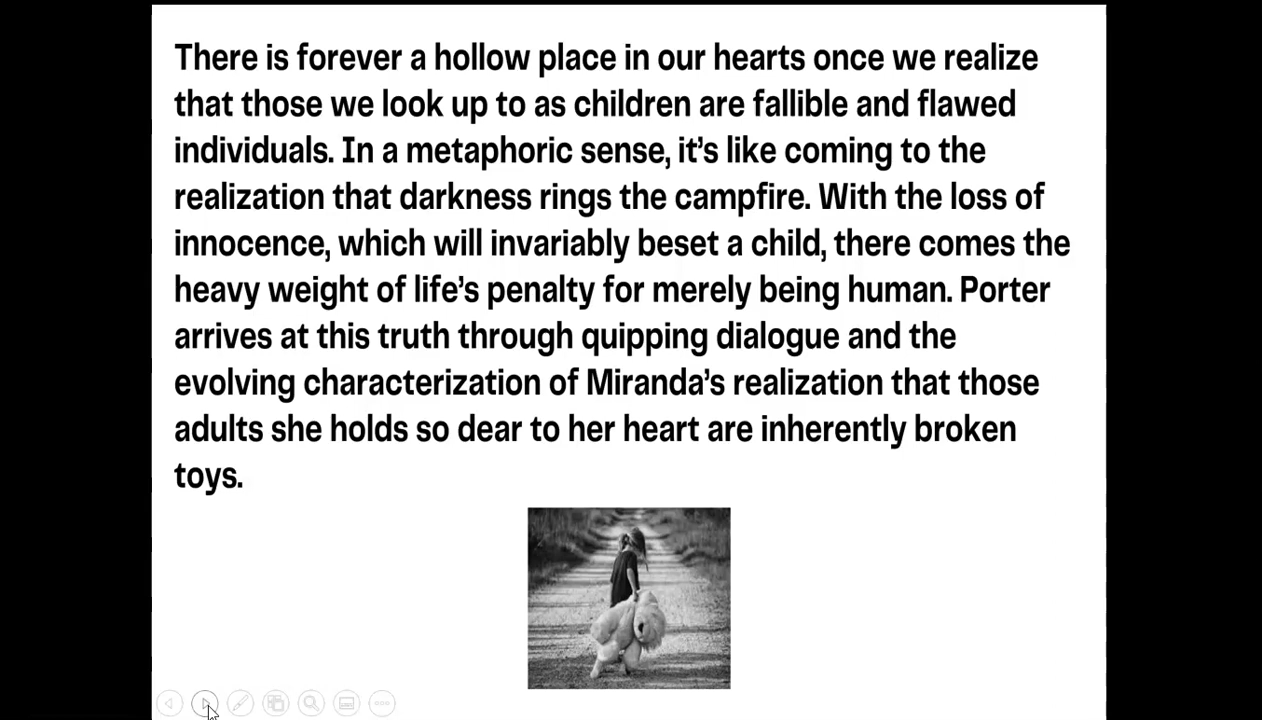 There is forever a hollow place in our hearts once we realize
that those we look up to as children are fallible and flawed
individuals. In a metaphoric sense, it’s like coming to the
realization that darkness rings the campfire. With the loss of
innocence, which will invariably beset a child, there comes the
heavy weight of life’s penalty for merely being human. Porter
arrives at this truth through quipping dialogue and the
evolving characterization of Miranda’s realization that those
adults she holds so dear to her heart are inherently broken
toys.